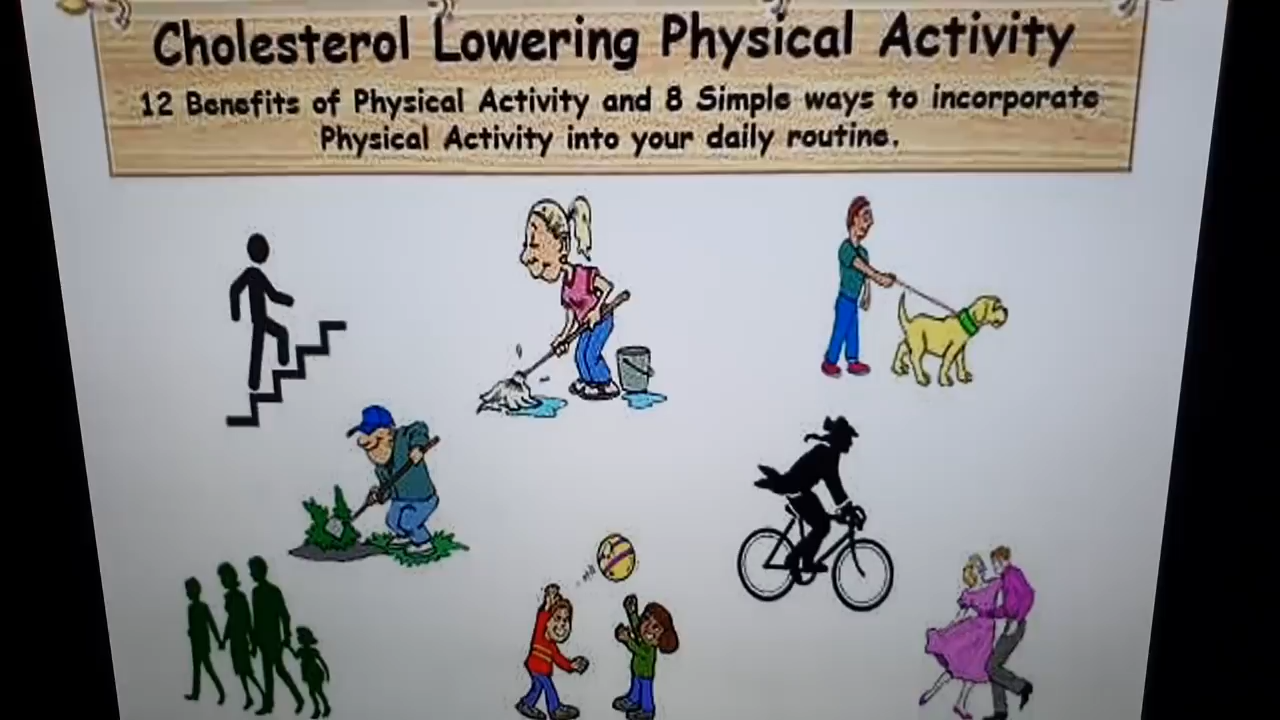 Cholesterol Lowering Physical Activity
12 Benefits of Physical Activity and 8 Simple ways to incorporate
Physical Activity into your daily routine.